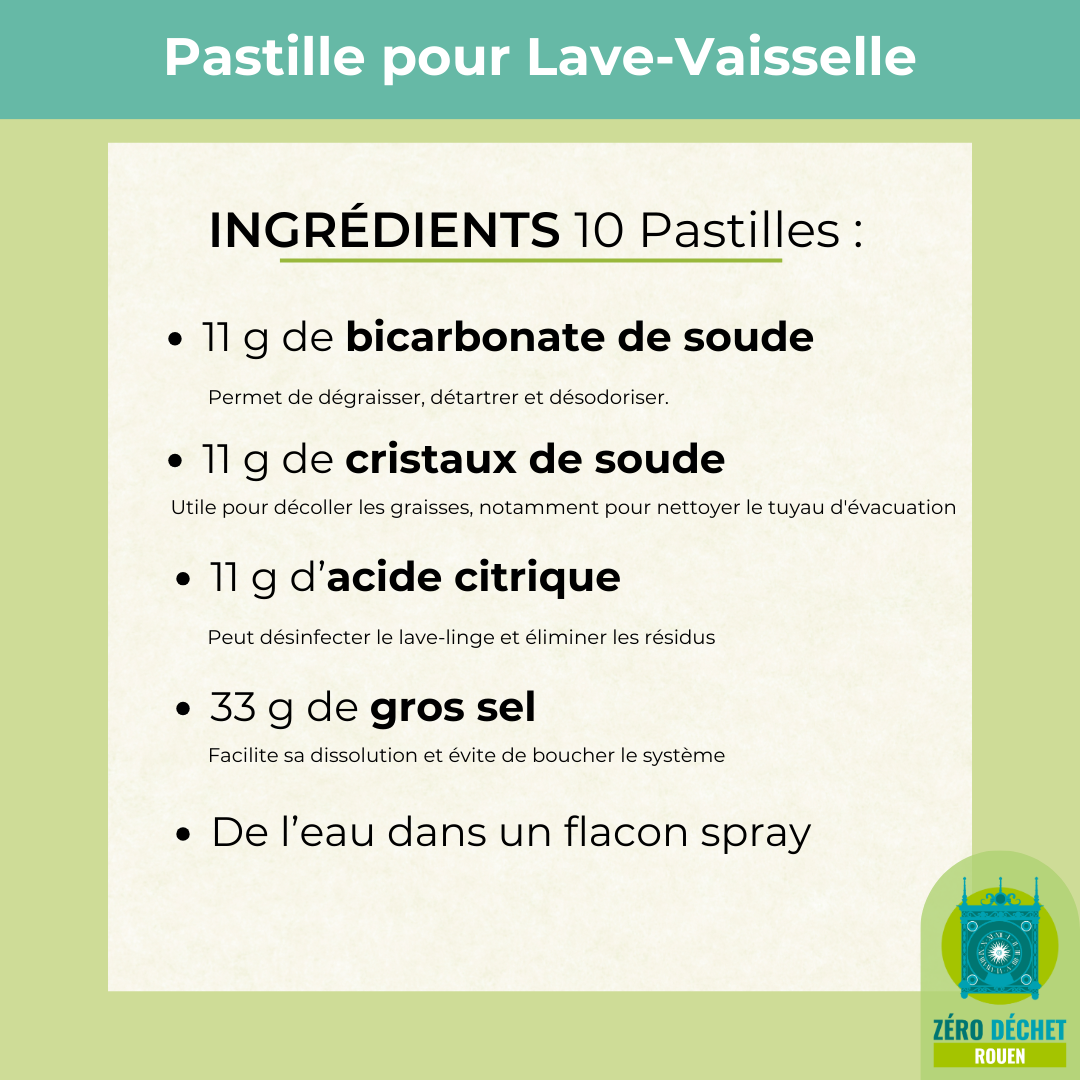 Pastille pour Lave-Vaisselle
INGRÉDIENTS 10 Pastilles :
• 11 g de bicarbonate de soude
Permet de dégraisser, détartrer et désodoriser.
• 11 g de cristaux de soude
Utile pour décoller les graisses, notamment pour nettoyer le tuyau d'évacuation
• 11 g d’acide citrique
Peut désinfecter le lave-linge et éliminer les résidus
• 33 g de gros sel
Facilite sa dissolution et évite de boucher le système
• De l’eau dans un flacon spray
ZÉRO DÉCHET
ROUEN